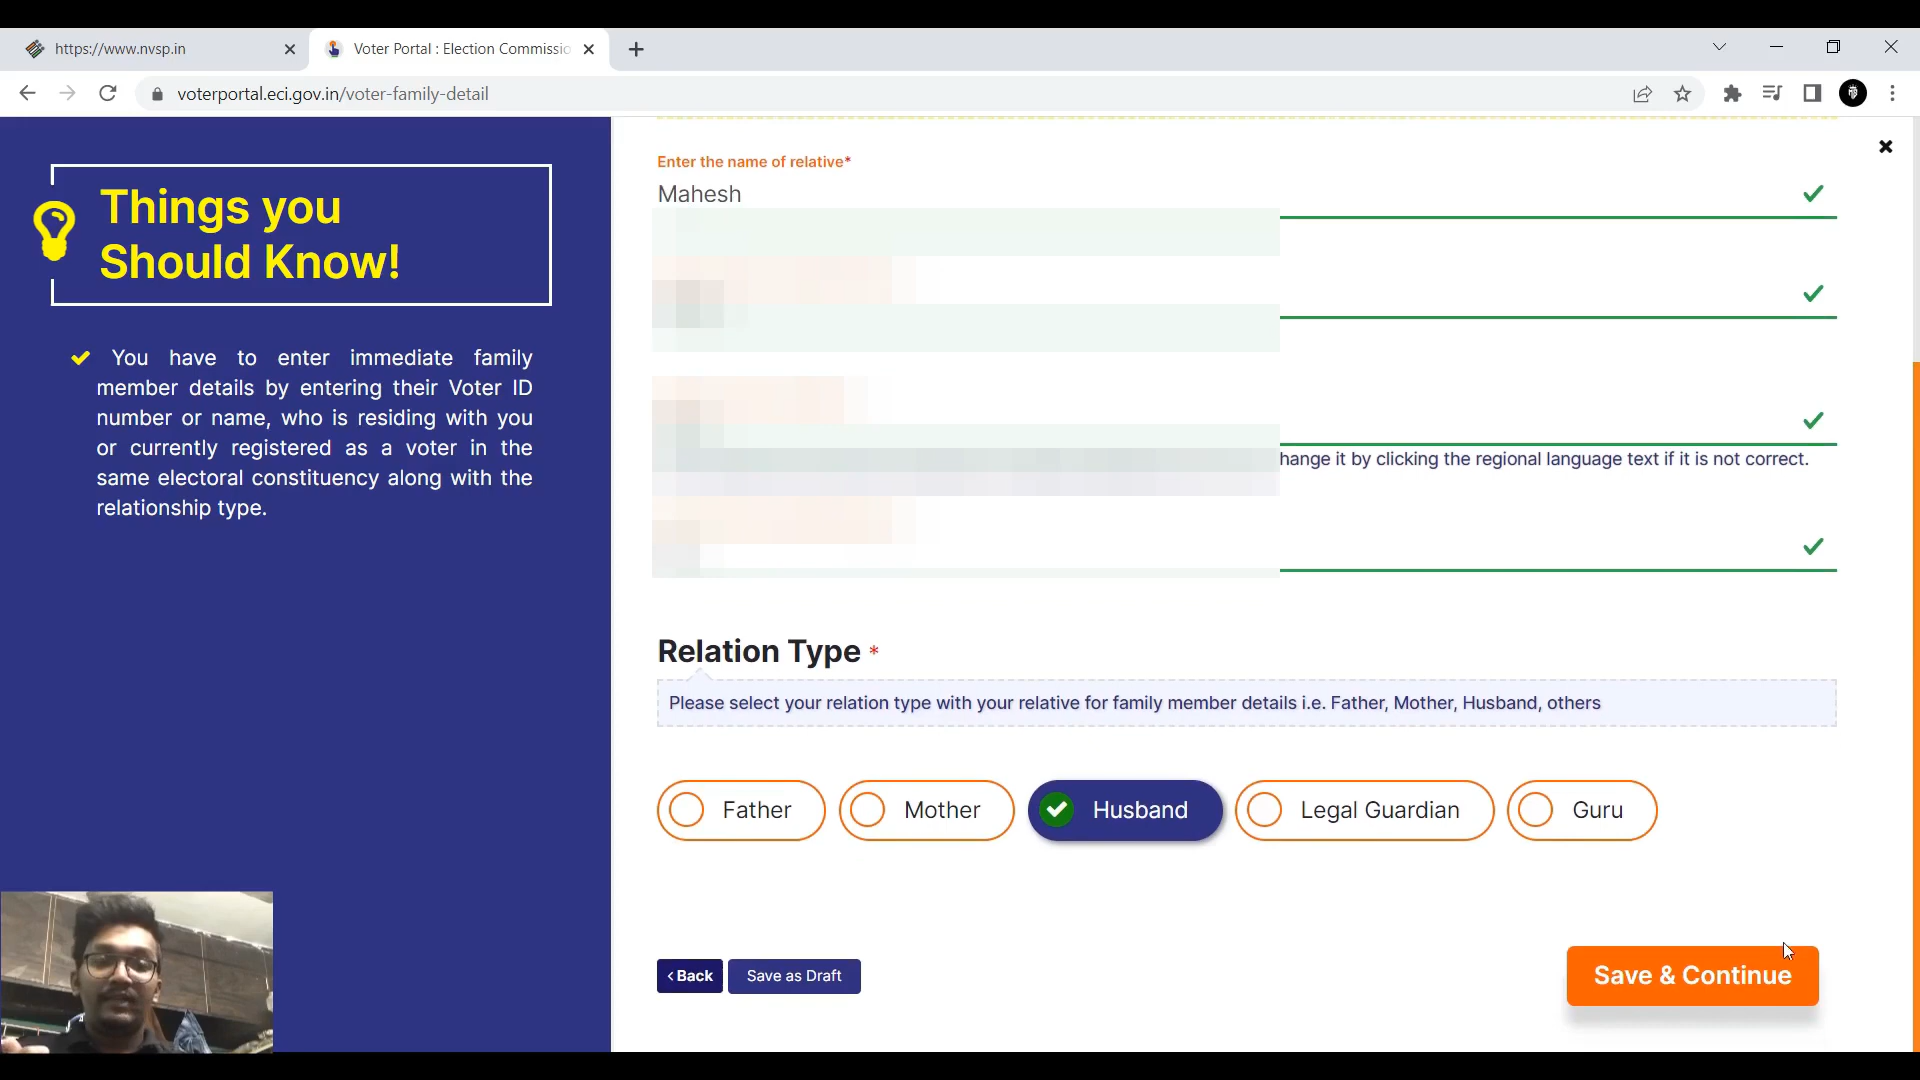 https://www.nvsp.in
Voter Portal : Election Commissio
voterportal.eci.gov.in/voter-family-detail
Things you
Should Know!
You have to enter immediate family
member details by entering their Voter ID
number or name, who is residing with you
or currently registered as a voter in the
same electoral constituency along with the
relationship type.
Enter the name of relative*
Mahesh
hange it by clicking the regional language text if it is not correct.
Relation Type *
Please select your relation type with your relative for family member details i.e. Father, Mother, Husband, others
Father Mother Husband Legal Guardian Guru
< Back Save as Draft Save & Continue